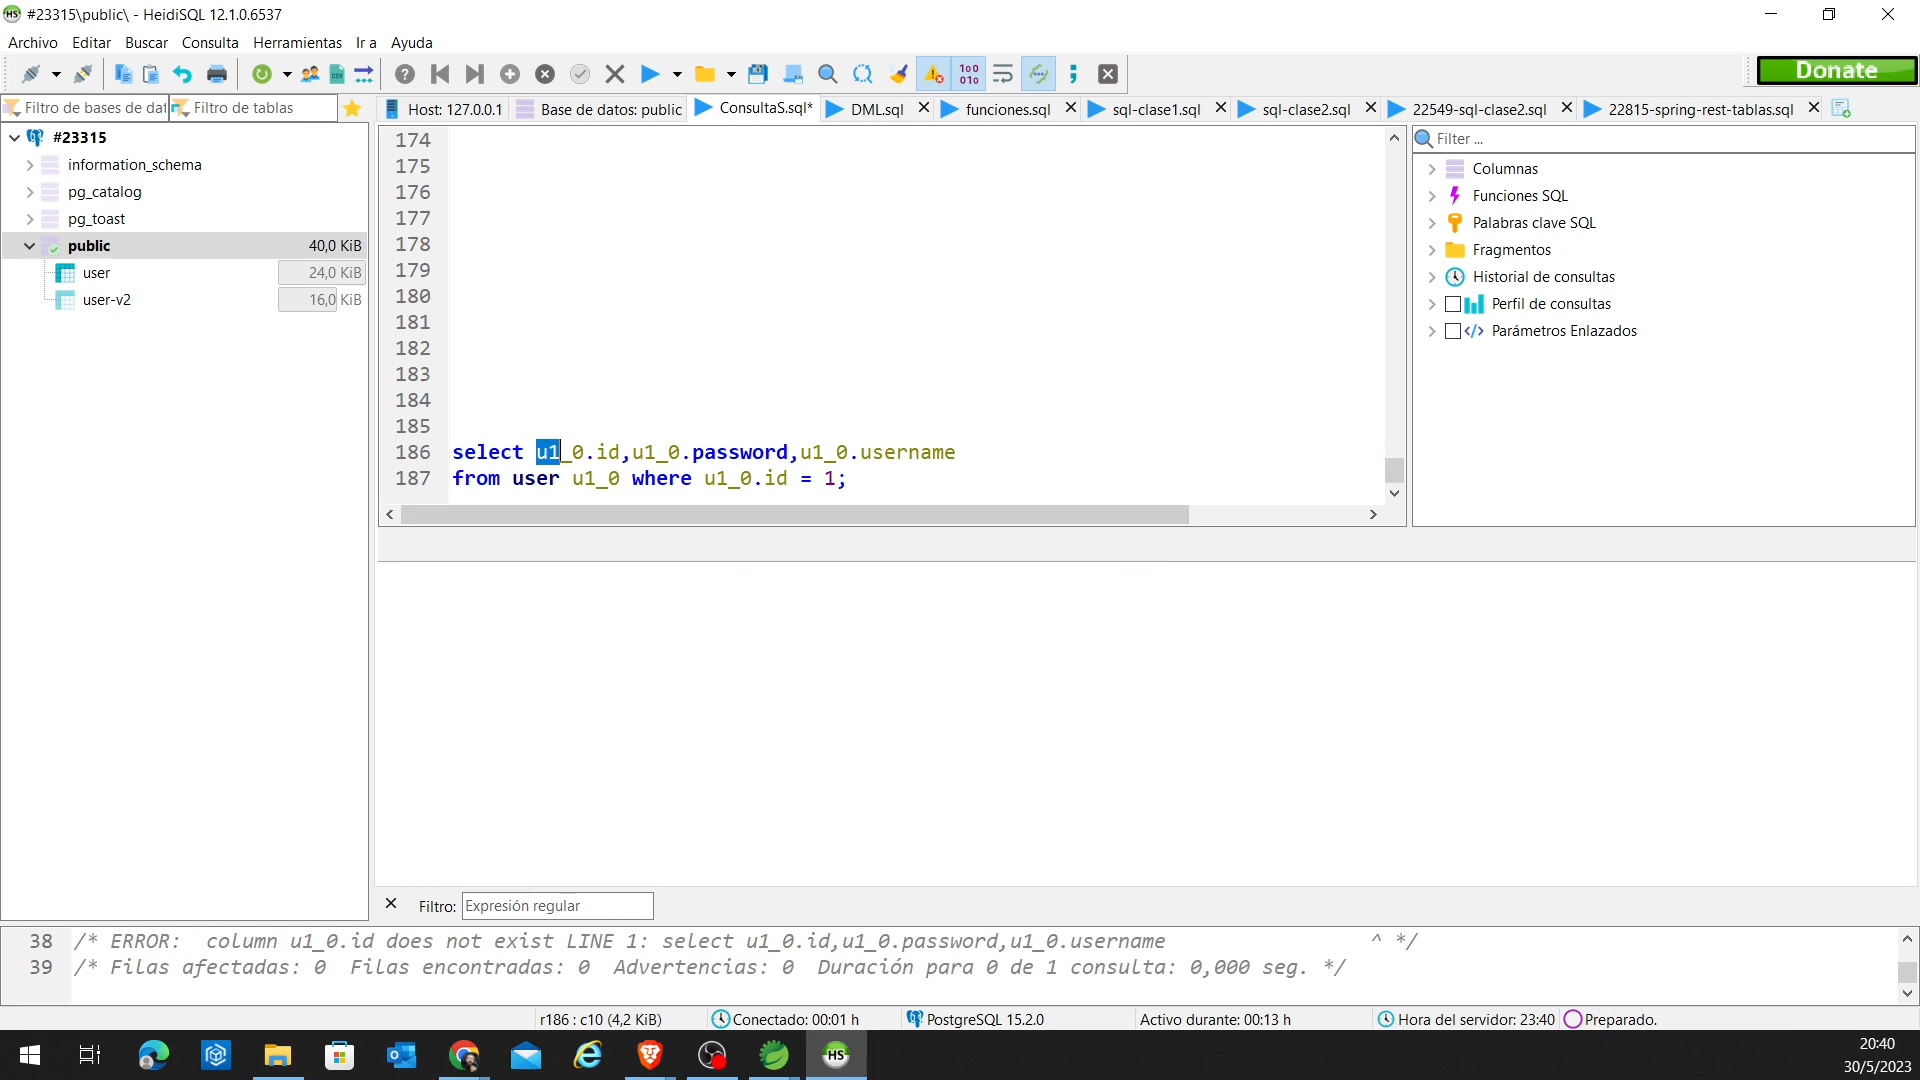 #23315\public\ - HeidiSQL 12.1.0.6537
Archivo Editar Buscar Consulta Herramientas Ir a Ayuda
Donate
Filtro de bases de dat Filtro de tablas
Host: 127.0.0.1 Base de datos: public ConsultaS.sql* DML.sql funciones.sql sql-clase1.sql sql-clase2.sql 22549-sql-clase2.sql 22815-spring-rest-tablas.sql
#23315
information_schema
pg_catalog
pg_toast
public 40,0 KiB
user 24,0 KiB
user-v2 16,0 KiB
174
175
176
177
178
179
180
181
182
183
184
185
186 select u1_0.id,u1_0.password,u1_0.username
187 from user u1_0 where u1_0.id = 1;
Filter ...
Columnas
Funciones SQL
Palabras clave SQL
Fragmentos
Historial de consultas
Perfil de consultas
Parámetros Enlazados
Filtro: Expresión regular
38 /* ERROR: column u1_0.id does not exist LINE 1: select u1_0.id,u1_0.password,u1_0.username ^ */
39 /* Filas afectadas: 0 Filas encontradas: 0 Advertencias: 0 Duración para 0 de 1 consulta: 0,000 seg. */
r186 : c10 (4,2 KiB) Conectado: 00:01 h PostgreSQL 15.2.0 Activo durante: 00:13 h Hora del servidor: 23:40 Preparado.
HS
20:40
30/5/2023